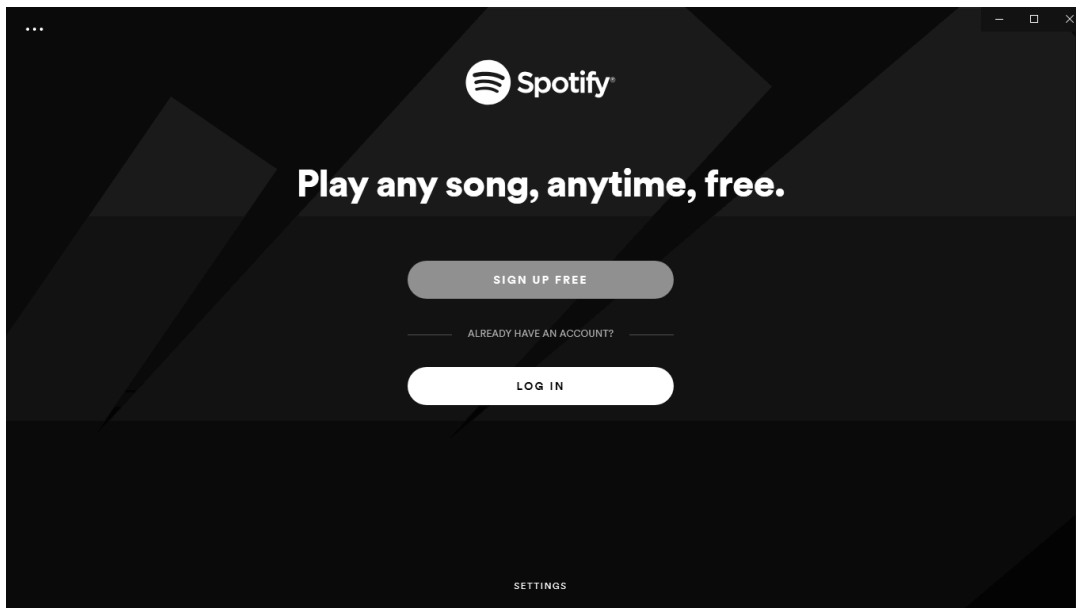 Spotify®
Play any song, anytime, free.
SIGN UP FREE
ALREADY HAVE AN ACCOUNT?
LOG IN
SETTINGS